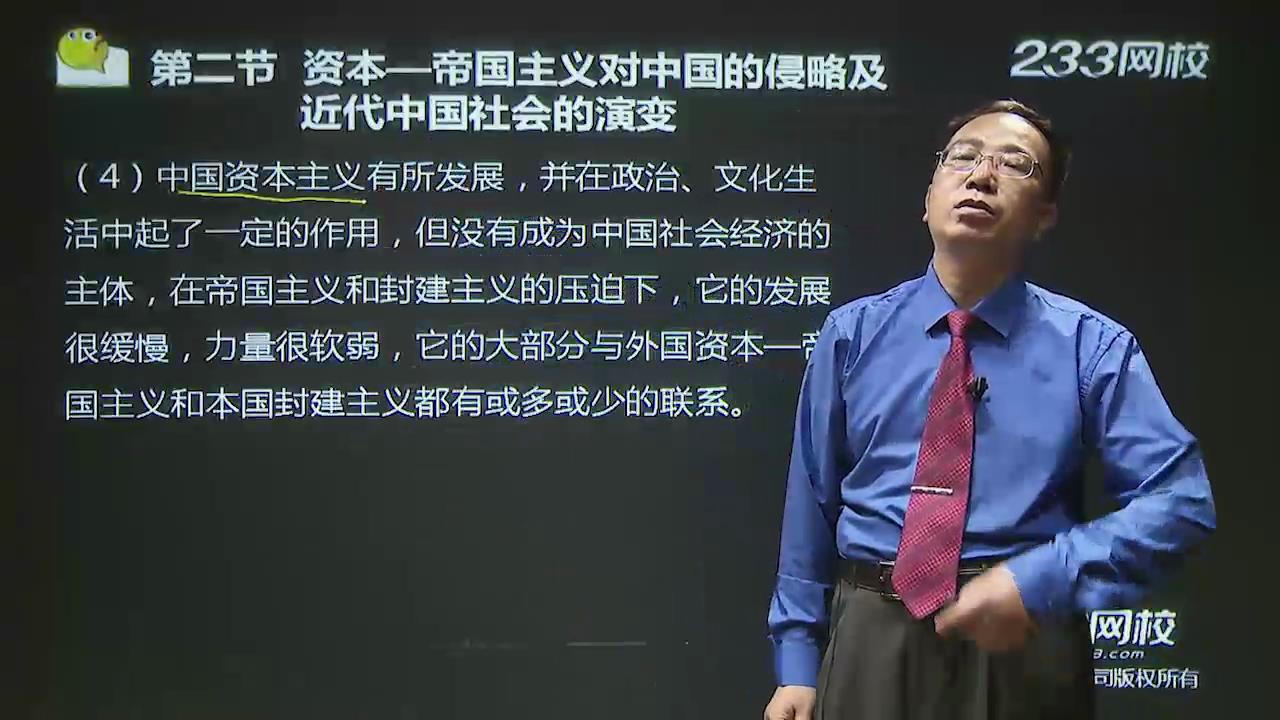 第二节 资本—帝国主义对中国的侵略及
近代中国社会的演变
233网校
（4）中国资本主义有所发展，并在政治、文化生
活中起了一定的作用，但没有成为中国社会经济的
主体，在帝国主义和封建主义的压迫下，它的发展
很缓慢，力量很软弱，它的大部分与外国资本—帝
国主义和本国封建主义都有或多或少的联系。
网校
3.com
司版权所有